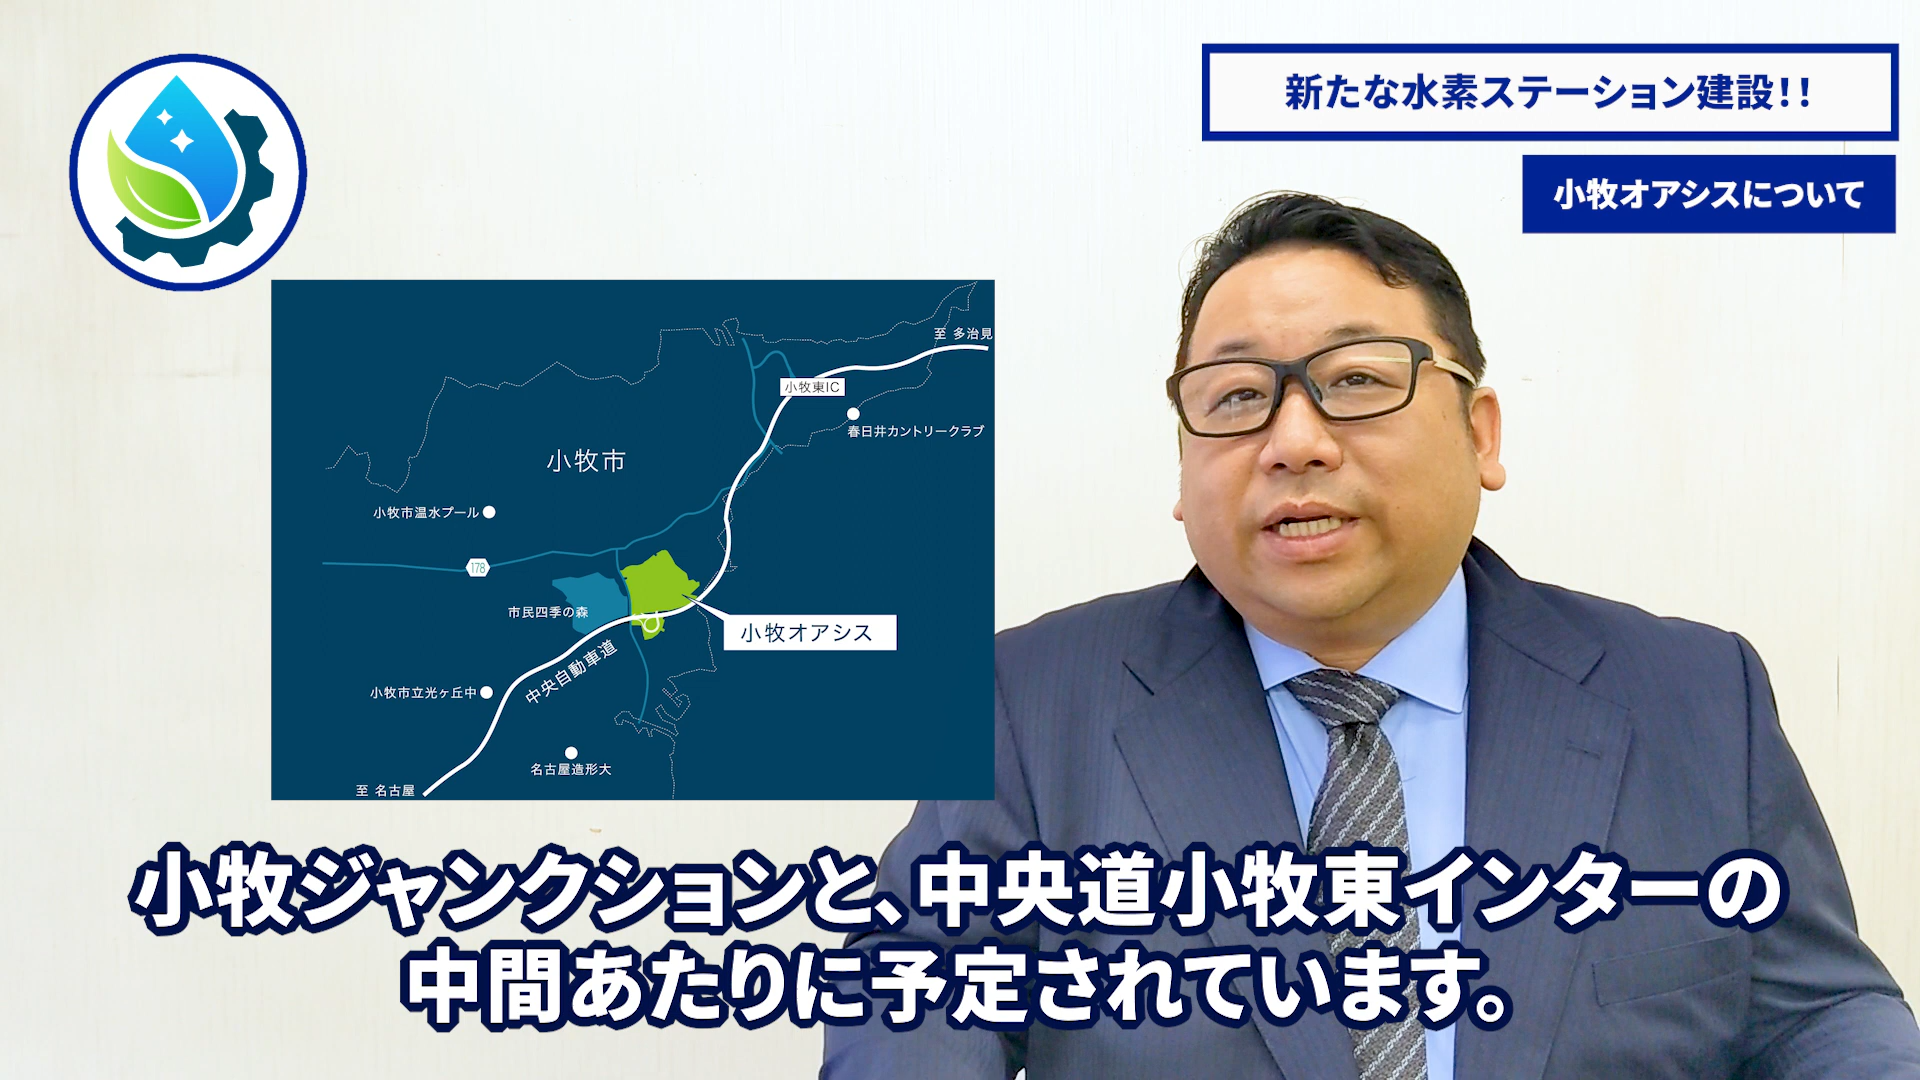 新たな水素ステーション建設!!
小牧オアシスについて
至 多治見
小牧東IC
春日井カントリークラブ
小牧市
小牧市温水プール
178
市民四季の森
小牧オアシス
中央自動車道
小牧市立光ヶ丘中
名古屋造形大
至 名古屋
小牧ジャンクションと、中央道小牧東インターの
中間あたりに予定されています。